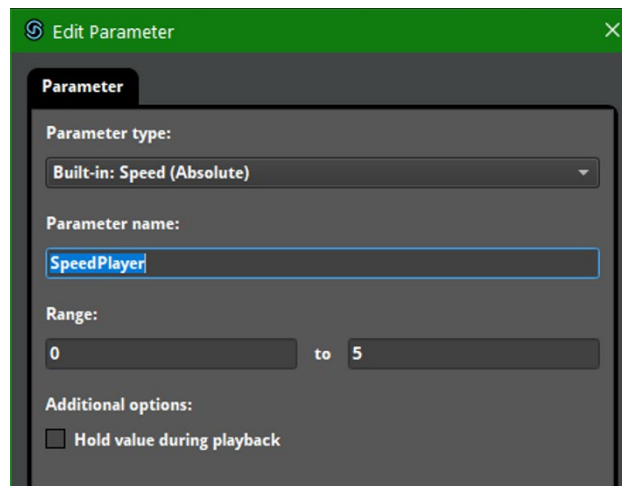 Edit Parameter
Parameter
Parameter type:
Built-in: Speed (Absolute)
Parameter name:
SpeedPlayer
Range:
0 to 5
Additional options:
Hold value during playback